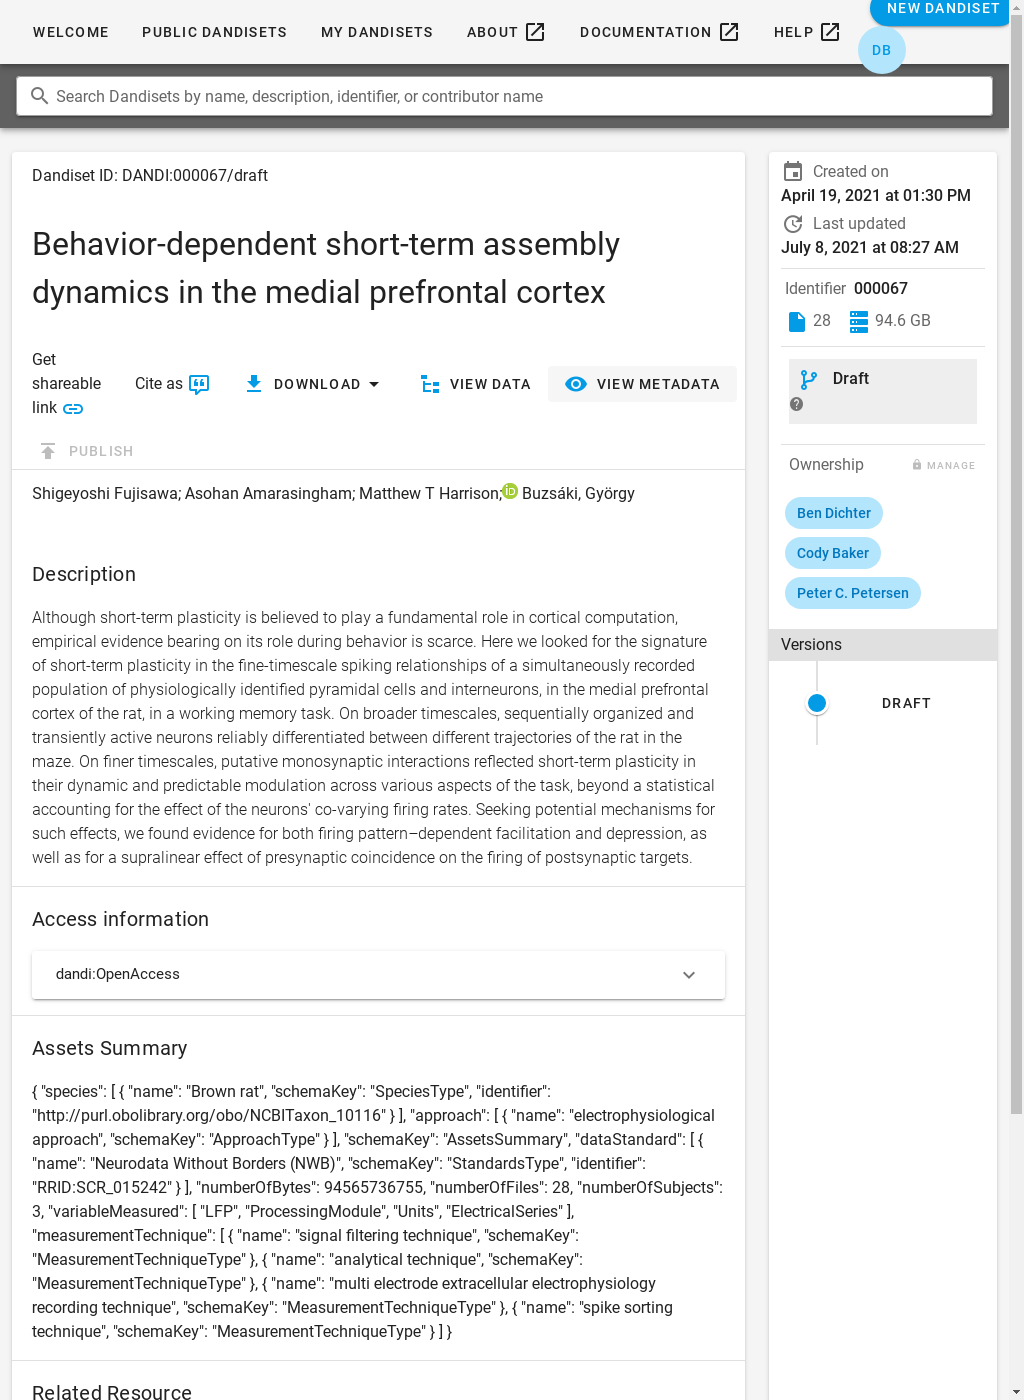 WELCOME PUBLIC DANDISETS MY DANDISETS ABOUT DOCUMENTATION HELP NEW DANDISET
DB
Search Dandisets by name, description, identifier, or contributor name
Dandiset ID: DANDI:000067/draft
Behavior-dependent short-term assembly
dynamics in the medial prefrontal cortex
Get
shareable
link
Cite as
DOWNLOAD
VIEW DATA
VIEW METADATA
PUBLISH
Shigeyoshi Fujisawa; Asohan Amarasingham; Matthew T Harrison; iD Buzsáki, György
Description
Although short-term plasticity is believed to play a fundamental role in cortical computation,
empirical evidence bearing on its role during behavior is scarce. Here we looked for the signature
of short-term plasticity in the fine-timescale spiking relationships of a simultaneously recorded
population of physiologically identified pyramidal cells and interneurons, in the medial prefrontal
cortex of the rat, in a working memory task. On broader timescales, sequentially organized and
transiently active neurons reliably differentiated between different trajectories of the rat in the
maze. On finer timescales, putative monosynaptic interactions reflected short-term plasticity in
their dynamic and predictable modulation across various aspects of the task, beyond a statistical
accounting for the effect of the neurons' co-varying firing rates. Seeking potential mechanisms for
such effects, we found evidence for both firing pattern–dependent facilitation and depression, as
well as for a supralinear effect of presynaptic coincidence on the firing of postsynaptic targets.
Access information
dandi:OpenAccess
Assets Summary
{ "species": [ { "name": "Brown rat", "schemaKey": "SpeciesType", "identifier":
"http://purl.obolibrary.org/obo/NCBITaxon_10116" } ], "approach": [ { "name": "electrophysiological
approach", "schemaKey": "ApproachType" } ], "schemaKey": "AssetsSummary", "dataStandard": [ {
"name": "Neurodata Without Borders (NWB)", "schemaKey": "StandardsType", "identifier":
"RRID:SCR_015242" } ], "numberOfBytes": 94565736755, "numberOfFiles": 28, "numberOfSubjects":
3, "variableMeasured": [ "LFP", "ProcessingModule", "Units", "ElectricalSeries" ],
"measurementTechnique": [ { "name": "signal filtering technique", "schemaKey":
"MeasurementTechniqueType" }, { "name": "analytical technique", "schemaKey":
"MeasurementTechniqueType" }, { "name": "multi electrode extracellular electrophysiology
recording technique", "schemaKey": "MeasurementTechniqueType" }, { "name": "spike sorting
technique", "schemaKey": "MeasurementTechniqueType" } ] }
Related Resource
Created on
April 19, 2021 at 01:30 PM
Last updated
July 8, 2021 at 08:27 AM
Identifier 000067
28 94.6 GB
Draft
?
Ownership MANAGE
Ben Dichter
Cody Baker
Peter C. Petersen
Versions
DRAFT